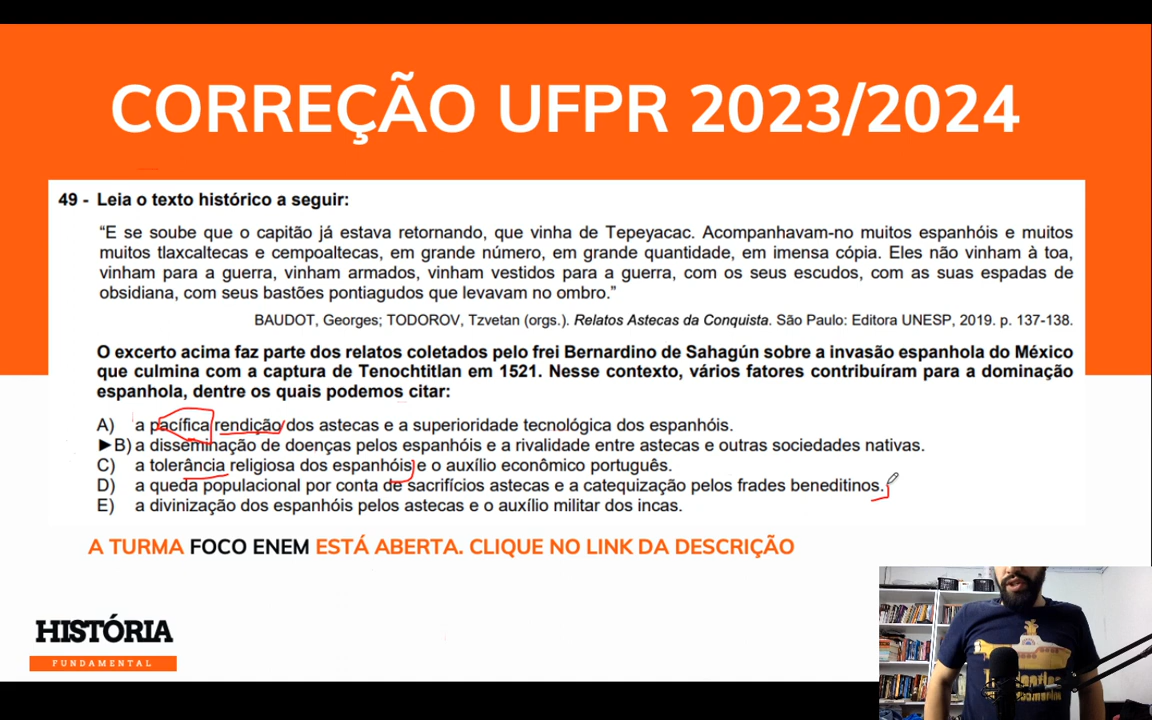 CORREÇÃO UFPR 2023/2024
49 - Leia o texto histórico a seguir:
“E se soube que o capitão já estava retornando, que vinha de Tepeyacac. Acompanhavam-no muitos espanhóis e muitos
muitos tlaxcaltecas e cempoaltecas, em grande número, em grande quantidade, em imensa cópia. Eles não vinham à toa,
vinham para a guerra, vinham armados, vinham vestidos para a guerra, com os seus escudos, com as suas espadas de
obsidiana, com seus bastões pontiagudos que levavam no ombro.”
BAUDOT, Georges; TODOROV, Tzvetan (orgs.). Relatos Astecas da Conquista. São Paulo: Editora UNESP, 2019. p. 137-138.
O excerto acima faz parte dos relatos coletados pelo frei Bernardino de Sahagún sobre a invasão espanhola do México
que culmina com a captura de Tenochtitlan em 1521. Nesse contexto, vários fatores contribuíram para a dominação
espanhola, dentre os quais podemos citar:
A) a pacífica rendição dos astecas e a superioridade tecnológica dos espanhóis.
►B) a disseminação de doenças pelos espanhóis e a rivalidade entre astecas e outras sociedades nativas.
C) a tolerância religiosa dos espanhóis e o auxílio econômico português.
D) a queda populacional por conta de sacrifícios astecas e a catequização pelos frades beneditinos.
E) a divinização dos espanhóis pelos astecas e o auxílio militar dos incas.
A TURMA FOCO ENEM ESTÁ ABERTA. CLIQUE NO LINK DA DESCRIÇÃO
HISTÓRIA
FUNDAMENTAL